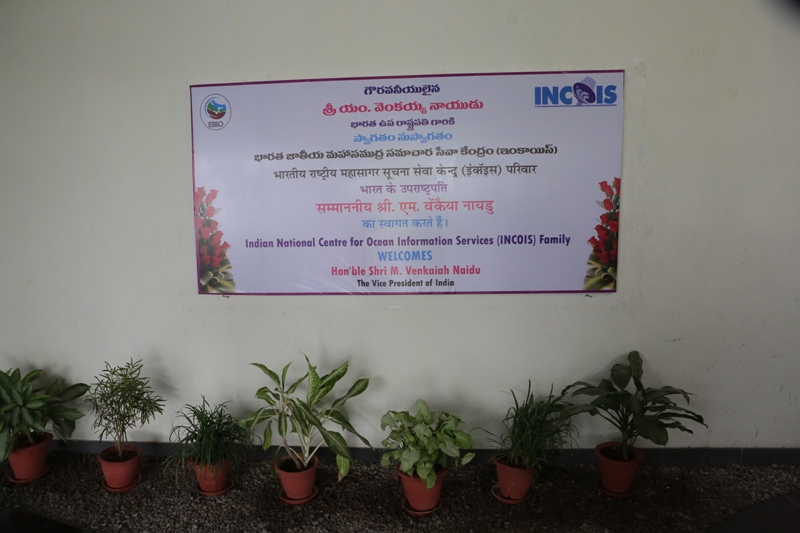 ESSO
INCOIS
గౌరవనీయులైన
శ్రీ యం. వెంకయ్య నాయుడు
భారత ఉప రాష్ట్రపతి గారికి
స్వాగతం సుస్వాగతం
భారత జాతీయ మహాసముద్ర సమాచార సేవా కేంద్రం (ఇంకాయిస్)
भारतीय राष्ट्रीय महासागर सूचना सेवा केन्द्र (इंकॉइस) परिवार
भारत के उपराष्ट्रपति
सम्माननीय श्री. एम. वेंकैया नायडु
का स्वागत करते है।
Indian National Centre for Ocean Information Services (INCOIS) Family
WELCOMES
Hon'ble Shri M. Venkaiah Naidu
The Vice President of India